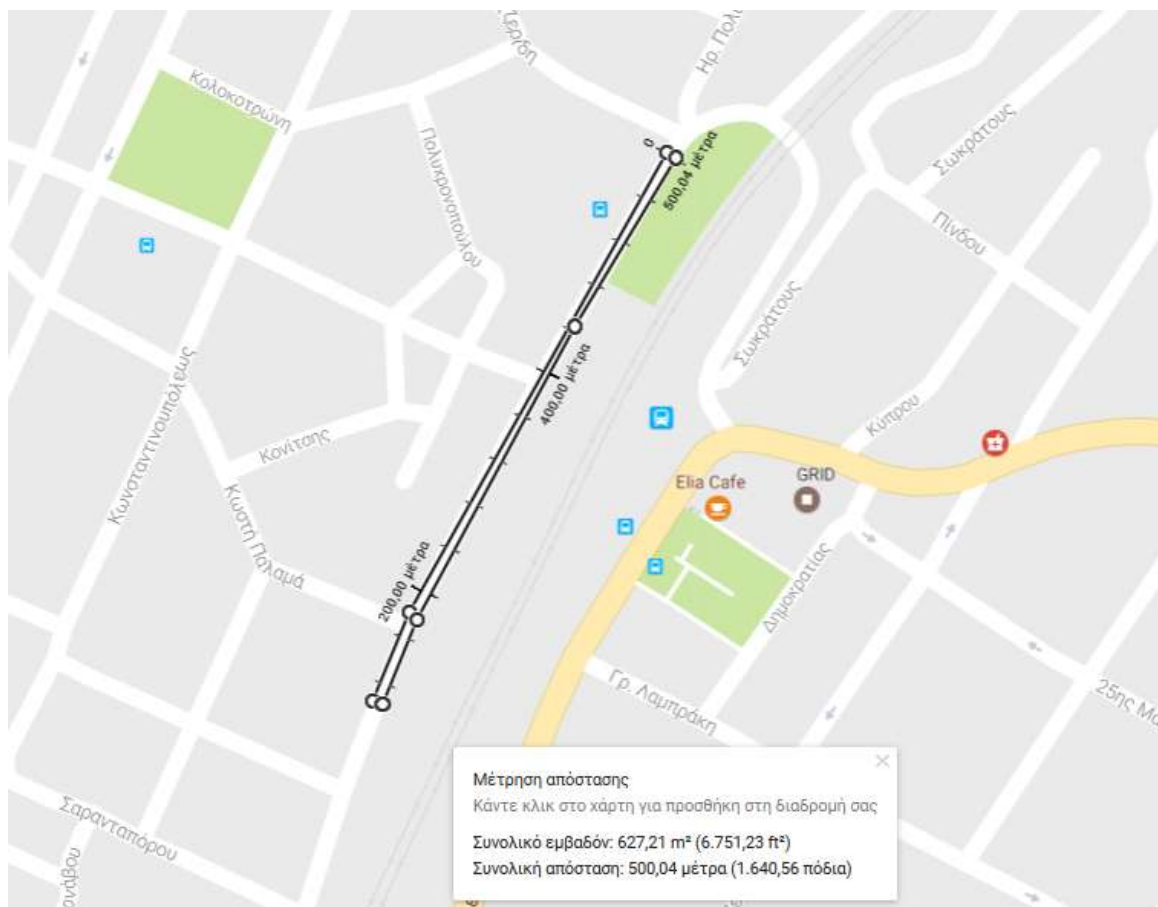 Ηρ. Πολυ
Κολοκοτρώνη
Πολυκρονοπούλου
0
500,04 μέτρα
Σωκράτους
Πίνδου
Σωκράτους
Κωνσταντινουπόλεως
400,00 μέτρα
Κύπρου
Κονίτσης
Elia Cafe
GRID
Κωστή Παλαμά
200,00 μέτρα
Δημοκρατίας
Γρ. Λαμπράκη
25ης Μα
Σαρανταπόρου
Μέτρηση απόστασης
Κάντε κλικ στο χάρτη για προσθήκη στη διαδρομή σας
Συνολικό εμβαδόν: 627,21 m² (6.751,23 ft²)
Συνολική απόσταση: 500,04 μέτρα (1.640,56 πόδια)